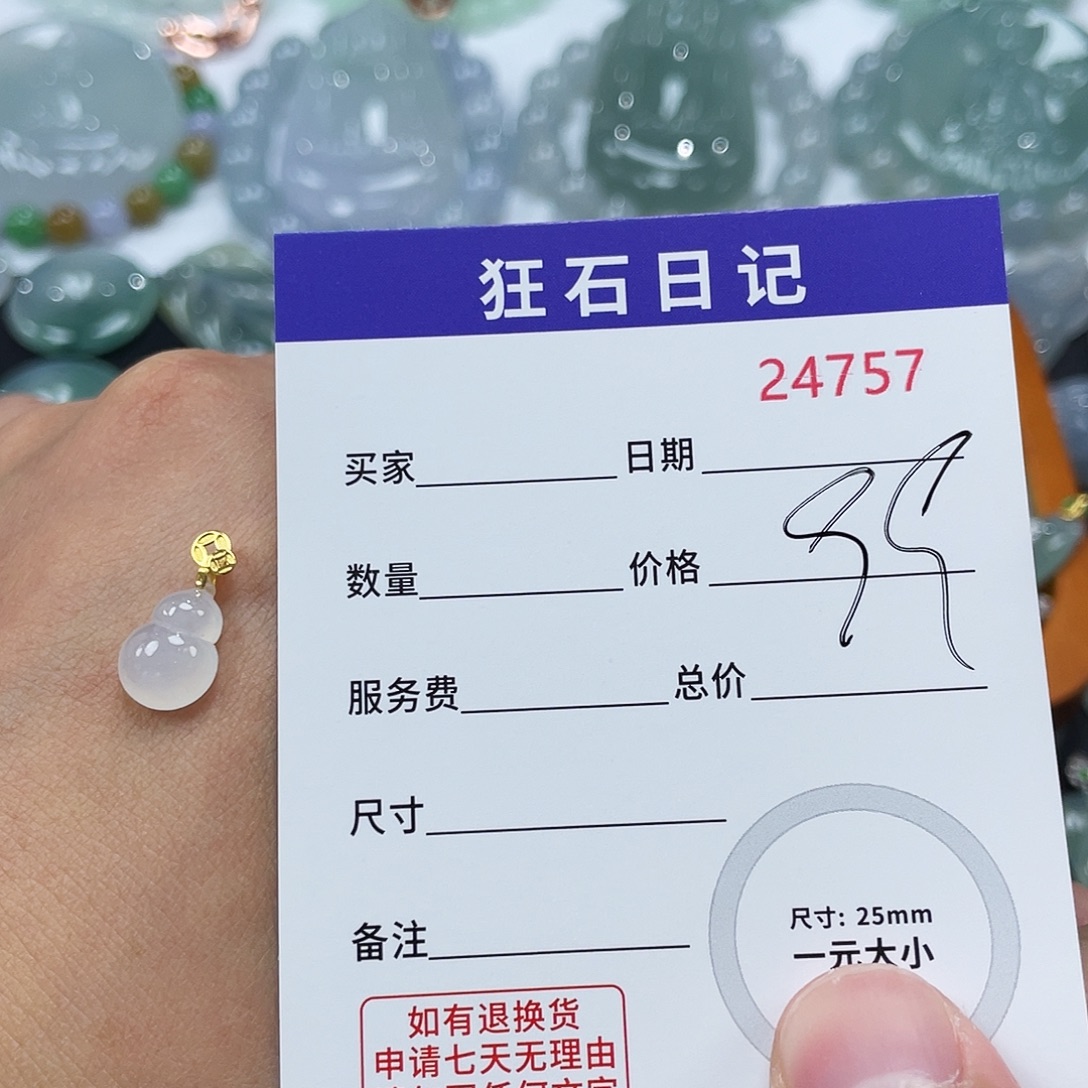 狂石日记
24757
买家 日期
数量 价格
服务费 总价
尺寸
备注
尺寸: 25mm
一元大小
如有退换货
申请七天无理由